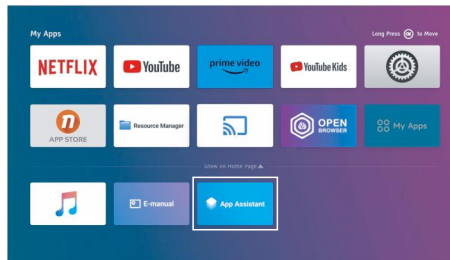 My Apps
Long Press OK to Move
NETFLIX
YouTube
prime video
YouTube Kids
n
APP STORE
Resource Manager
OPEN
BROWSER
My Apps
Show on Home Page
E-manual
App Assistant